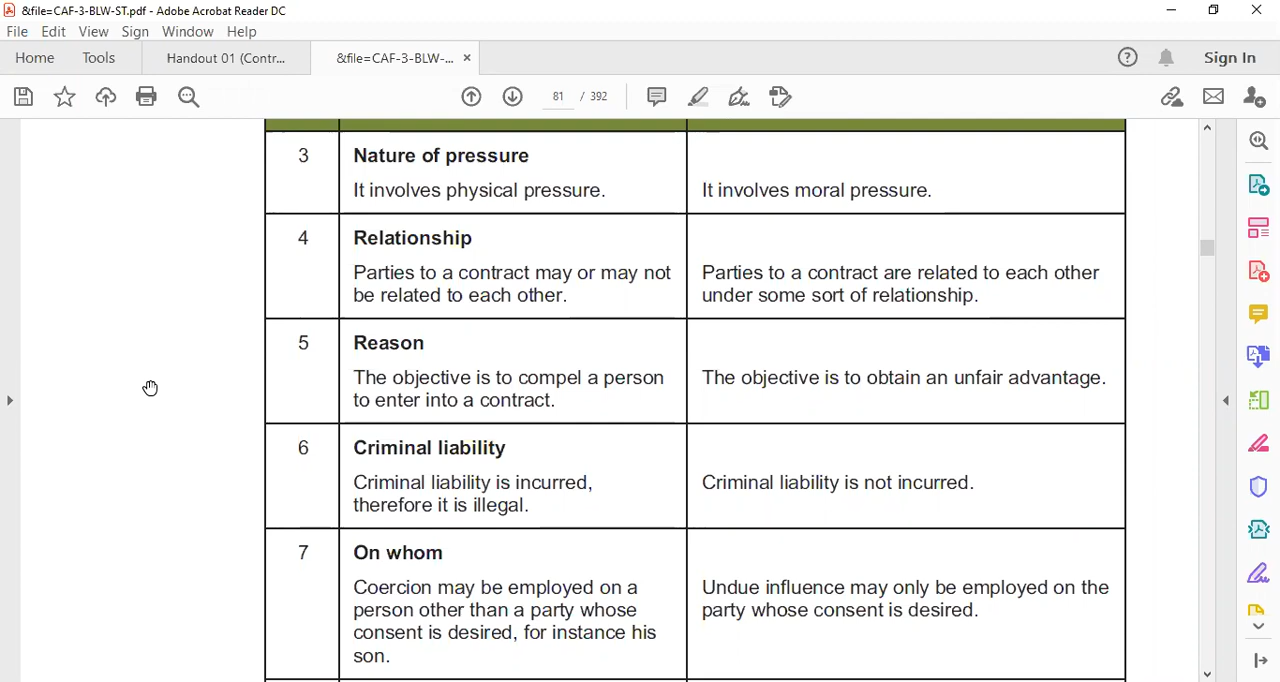 &file=CAF-3-BLW-ST.pdf - Adobe Acrobat Reader DC
File Edit View Sign Window Help
Home Tools Handout 01 (Contr... &file=CAF-3-BLW-... × Sign In
81 / 392
3 Nature of pressure
It involves physical pressure. It involves moral pressure.
4 Relationship
Parties to a contract may or may not Parties to a contract are related to each other
be related to each other. under some sort of relationship.
5 Reason
The objective is to compel a person The objective is to obtain an unfair advantage.
to enter into a contract.
6 Criminal liability
Criminal liability is incurred, Criminal liability is not incurred.
therefore it is illegal.
7 On whom
Coercion may be employed on a Undue influence may only be employed on the
person other than a party whose party whose consent is desired.
consent is desired, for instance his
son.